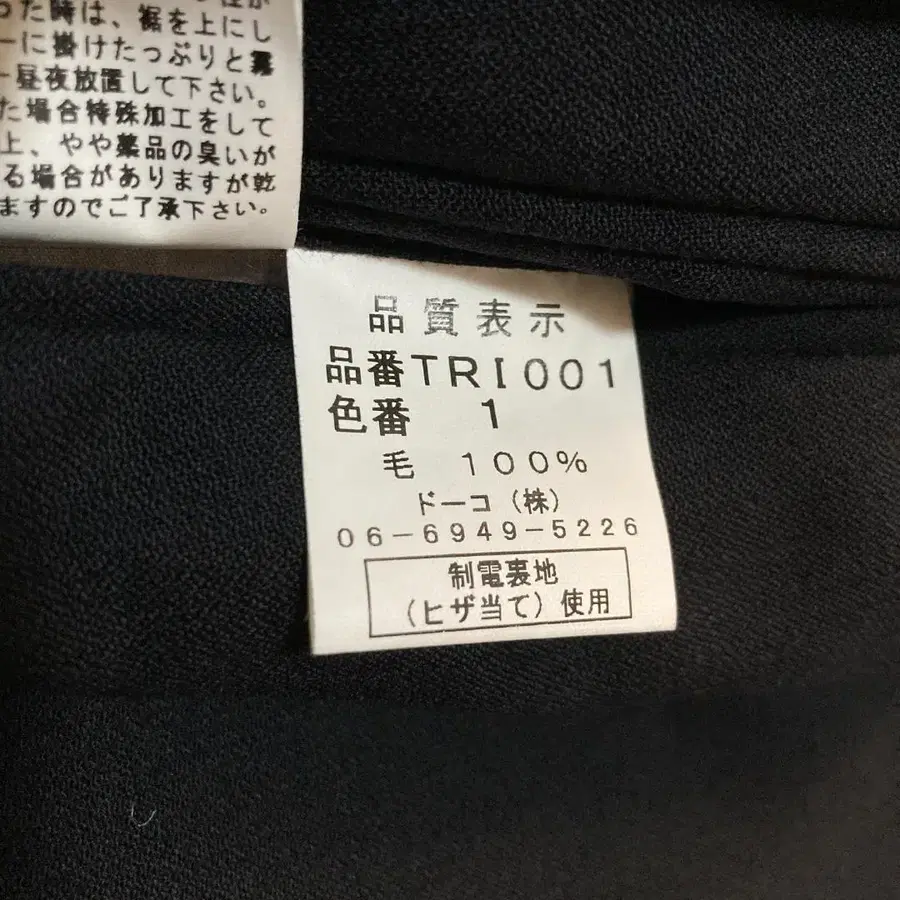 った時は、裾を上にし
ーに掛けたっぷりと霧
一昼夜放置して下さい。
た場合特殊加工をして
上、やや薬品の臭いが
る場合がありますが乾
ますのでご了承下さい。
品質表示
品番TRI001
色番 1
毛 100%
ドーコ(株)
06-6949-5226
制電裏地
(ヒザ当て)使用